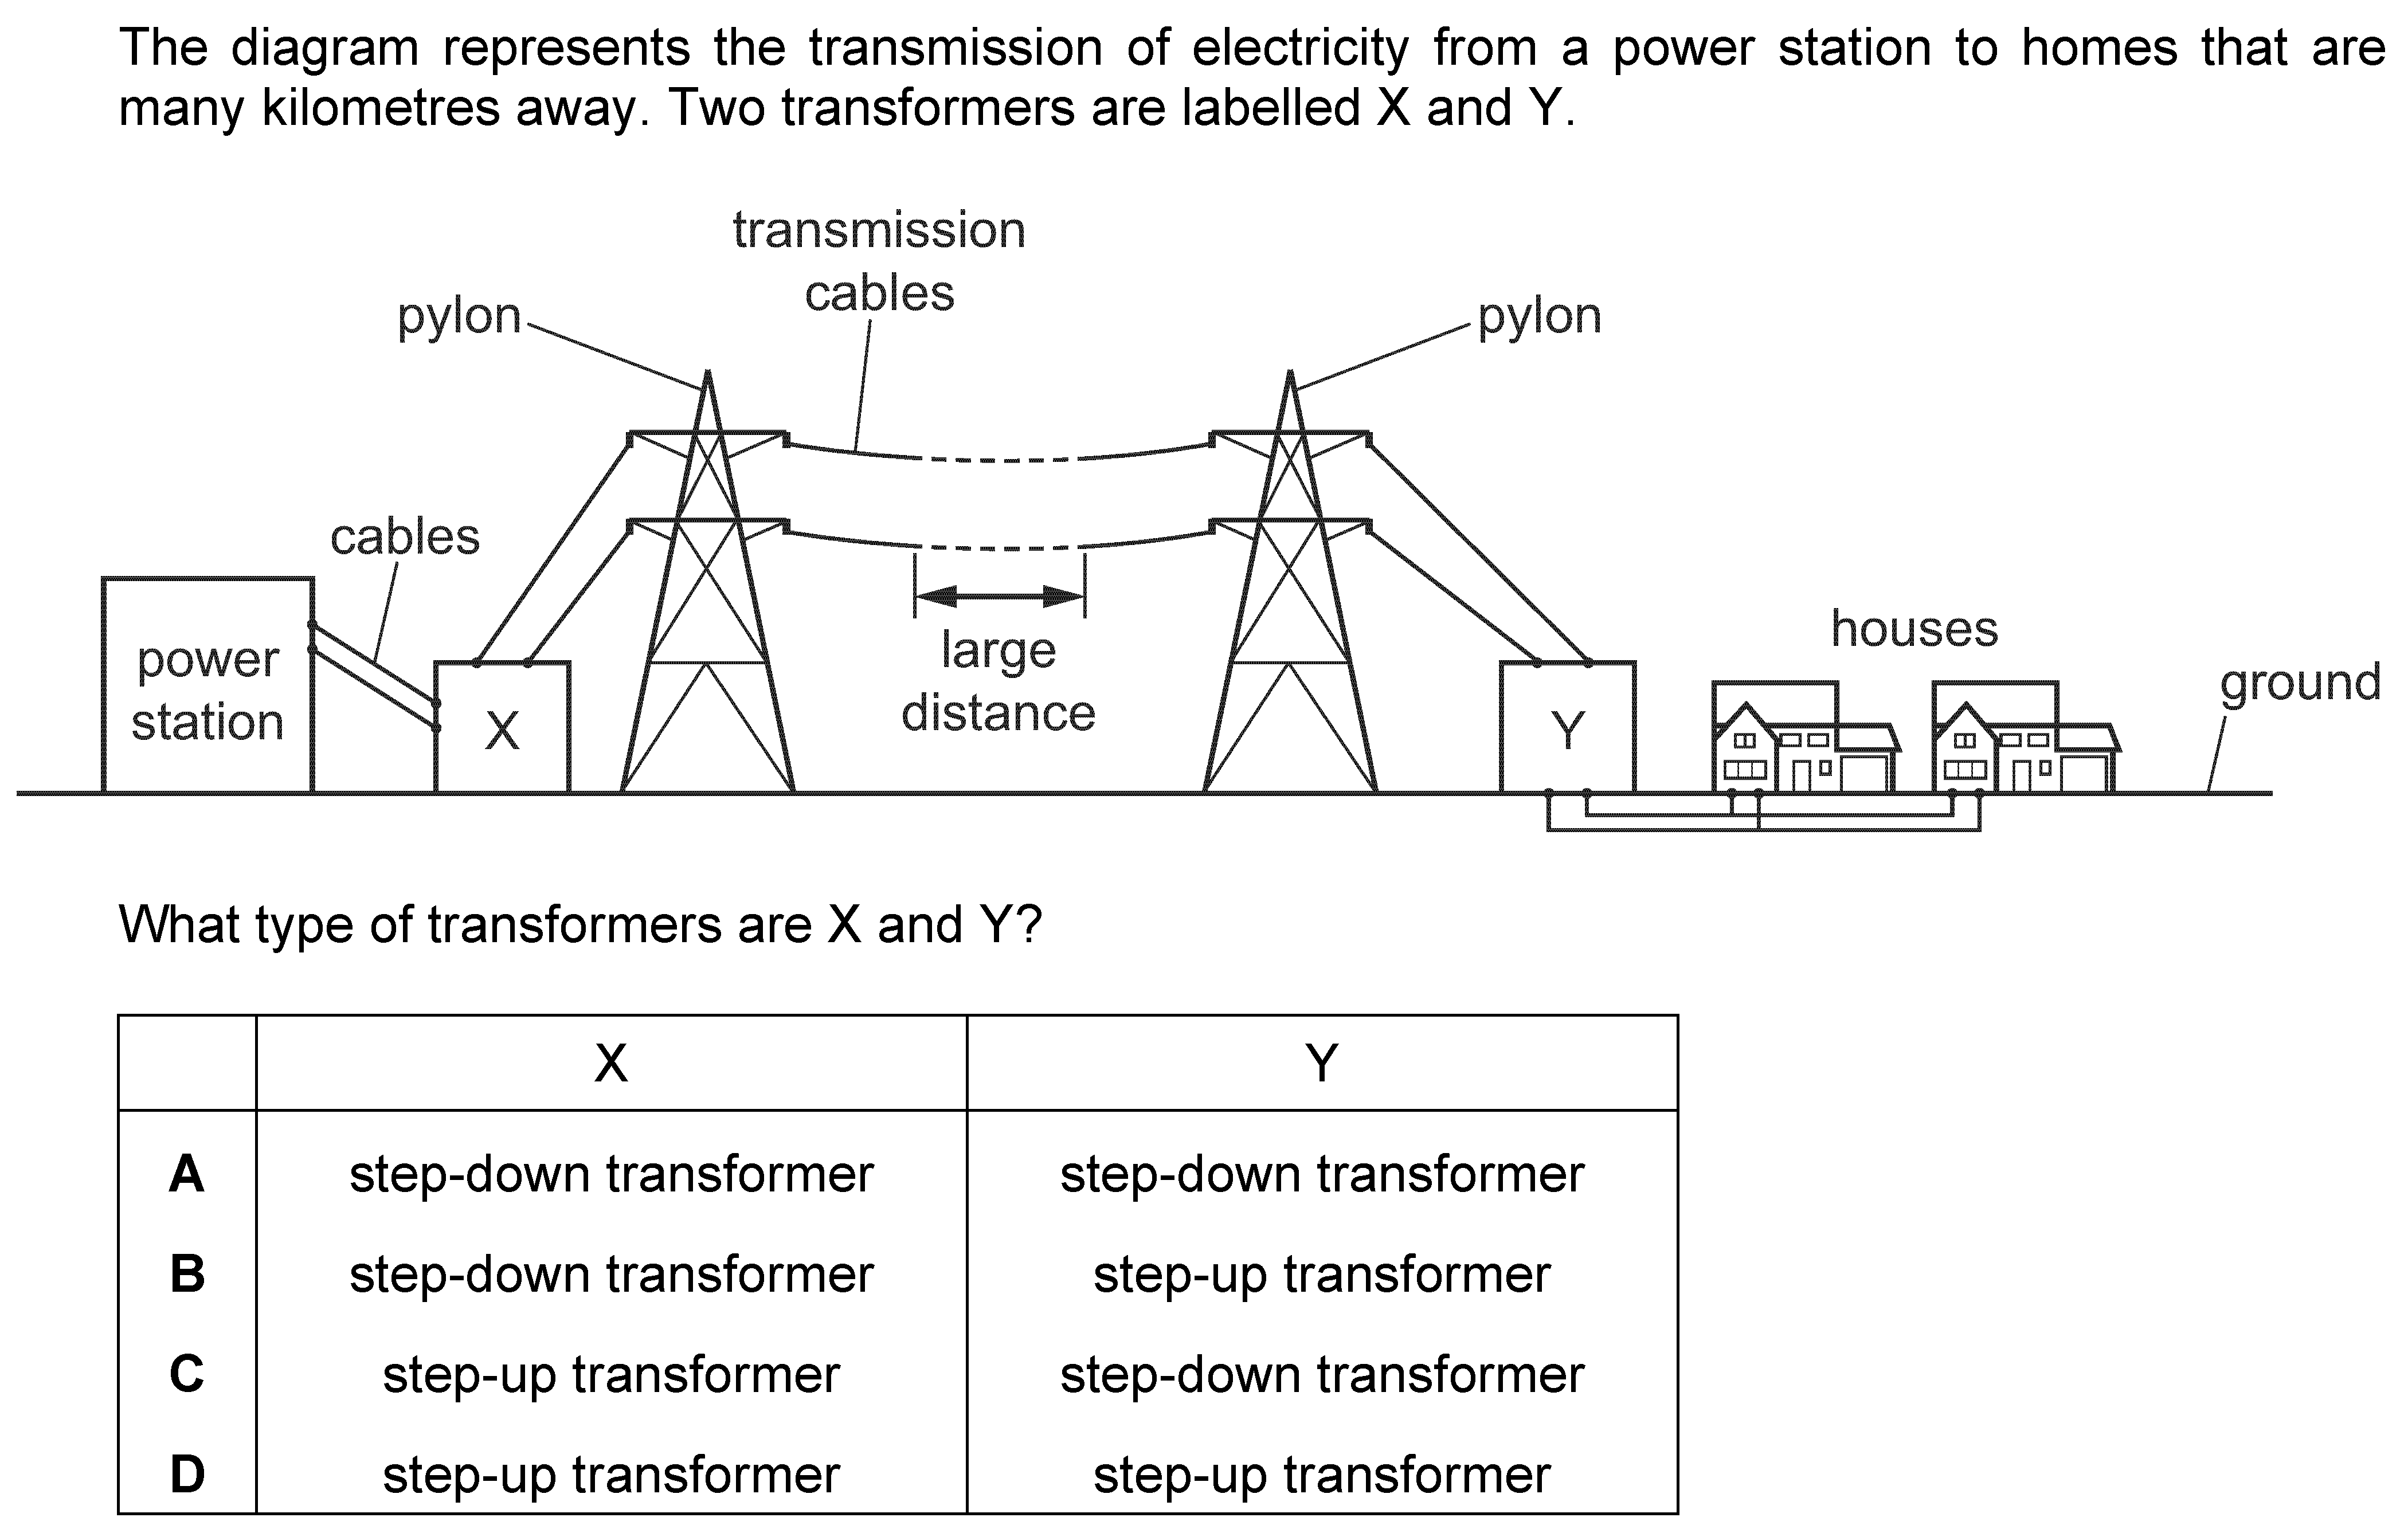 The diagram represents the transmission of electricity from a power station to homes that are
many kilometres away. Two transformers are labelled X and Y.
transmission
cables
pylon
pylon
cables
power
station
X
large
distance
Y
houses
ground
What type of transformers are X and Y?
X Y
A step-down transformer step-down transformer
B step-down transformer step-up transformer
C step-up transformer step-down transformer
D step-up transformer step-up transformer